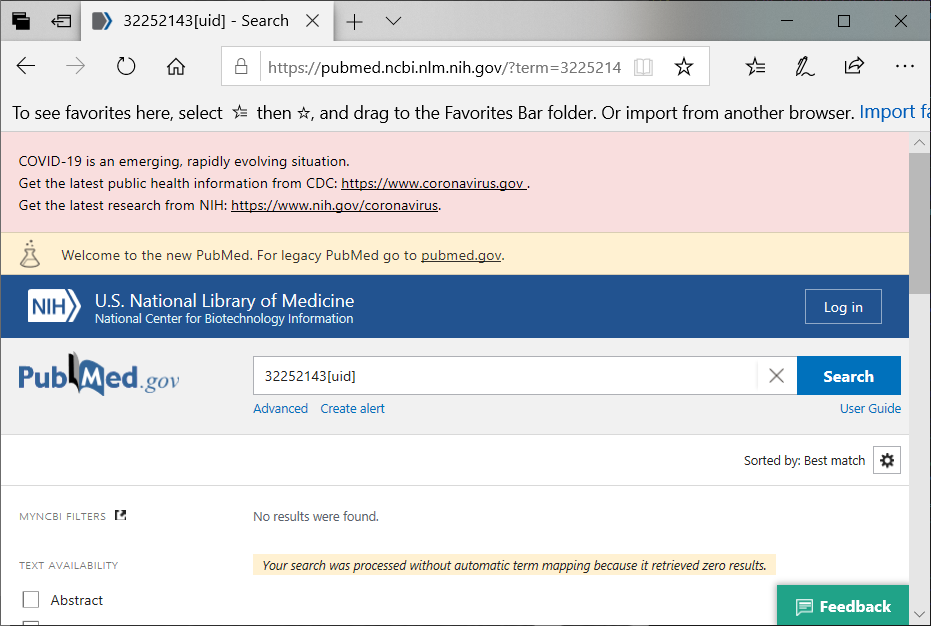 32252143[uid] - Search
https://pubmed.ncbi.nlm.nih.gov/?term=3225214
To see favorites here, select then ☆, and drag to the Favorites Bar folder. Or import from another browser. Import fa
COVID-19 is an emerging, rapidly evolving situation.
Get the latest public health information from CDC: https://www.coronavirus.gov .
Get the latest research from NIH: https://www.nih.gov/coronavirus.
Welcome to the new PubMed. For legacy PubMed go to pubmed.gov.
NIH U.S. National Library of Medicine
National Center for Biotechnology Information
Log in
PubMed.gov
32252143[uid]
Search
Advanced Create alert
User Guide
Sorted by: Best match
MYNCBI FILTERS
No results were found.
TEXT AVAILABILITY
Your search was processed without automatic term mapping because it retrieved zero results.
Abstract
Feedback